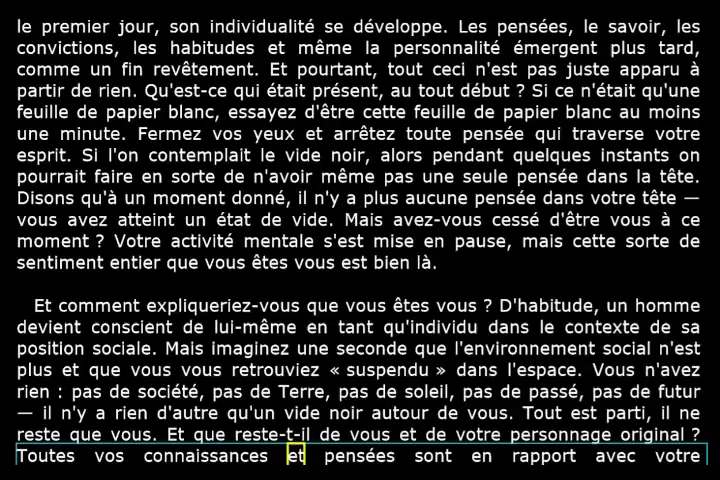 le premier jour, son individualité se développe. Les pensées, le savoir, les
convictions, les habitudes et même la personnalité émergent plus tard,
comme un fin revêtement. Et pourtant, tout ceci n'est pas juste apparu à
partir de rien. Qu'est-ce qui était présent, au tout début ? Si ce n'était qu'une
feuille de papier blanc, essayez d'être cette feuille de papier blanc au moins
une minute. Fermez vos yeux et arrêtez toute pensée qui traverse votre
esprit. Si l'on contemplait le vide noir, alors pendant quelques instants on
pourrait faire en sorte de n'avoir même pas une seule pensée dans la tête.
Disons qu'à un moment donné, il n'y a plus aucune pensée dans votre tête —
vous avez atteint un état de vide. Mais avez-vous cessé d'être vous à ce
moment ? Votre activité mentale s'est mise en pause, mais cette sorte de
sentiment entier que vous êtes vous est bien là.
Et comment expliqueriez-vous que vous êtes vous ? D'habitude, un homme
devient conscient de lui-même en tant qu'individu dans le contexte de sa
position sociale. Mais imaginez une seconde que l'environnement social n'est
plus et que vous vous retrouviez « suspendu » dans l'espace. Vous n'avez
rien : pas de société, pas de Terre, pas de soleil, pas de passé, pas de futur
— il n'y a rien d'autre qu'un vide noir autour de vous. Tout est parti, il ne
reste que vous. Et que reste-t-il de vous et de votre personnage original ?
Toutes vos connaissances et pensées sont en rapport avec votre